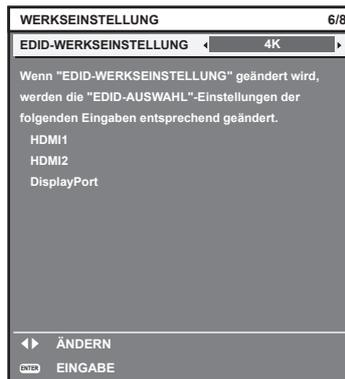 WERKSEINSTELLUNG 6/8
EDID-WERKSEINSTELLUNG 4K
Wenn "EDID-WERKSEINSTELLUNG" geändert wird,
werden die "EDID-AUSWAHL"-Einstellungen der
folgenden Eingaben entsprechend geändert.
HDMI1
HDMI2
DisplayPort
ÄNDERN
ENTER EINGABE